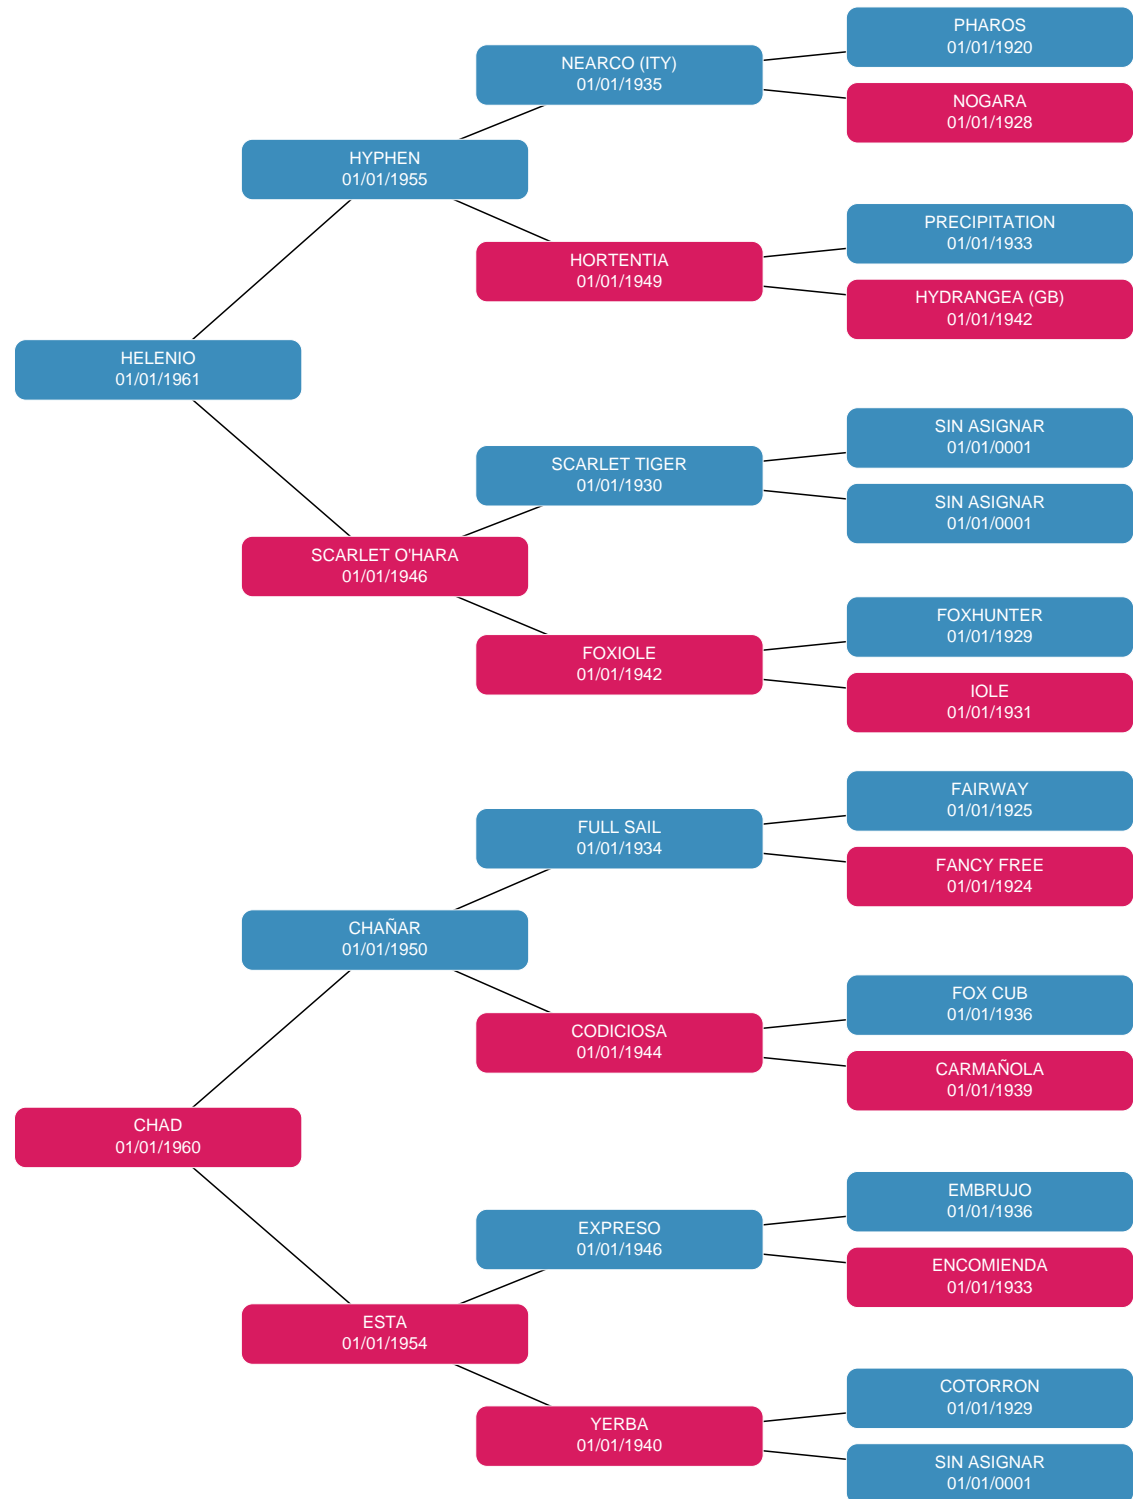 PHAROS
01/01/1920
NEARCO (ITY)
01/01/1935
NOGARA
01/01/1928
HYPHEN
01/01/1955
PRECIPITATION
01/01/1933
HORTENTIA
01/01/1949
HYDRANGEA (GB)
01/01/1942
HELENIO
01/01/1961
SIN ASIGNAR
01/01/0001
SCARLET TIGER
01/01/1930
SIN ASIGNAR
01/01/0001
SCARLET O'HARA
01/01/1946
FOXHUNTER
01/01/1929
FOXIOLE
01/01/1942
IOLE
01/01/1931
FAIRWAY
01/01/1925
FULL SAIL
01/01/1934
FANCY FREE
01/01/1924
CHAÑAR
01/01/1950
FOX CUB
01/01/1936
CODICIOSA
01/01/1944
CARMAÑOLA
01/01/1939
CHAD
01/01/1960
EMBRUJO
01/01/1936
EXPRESO
01/01/1946
ENCOMIENDA
01/01/1933
ESTA
01/01/1954
COTORRON
01/01/1929
YERBA
01/01/1940
SIN ASIGNAR
01/01/0001